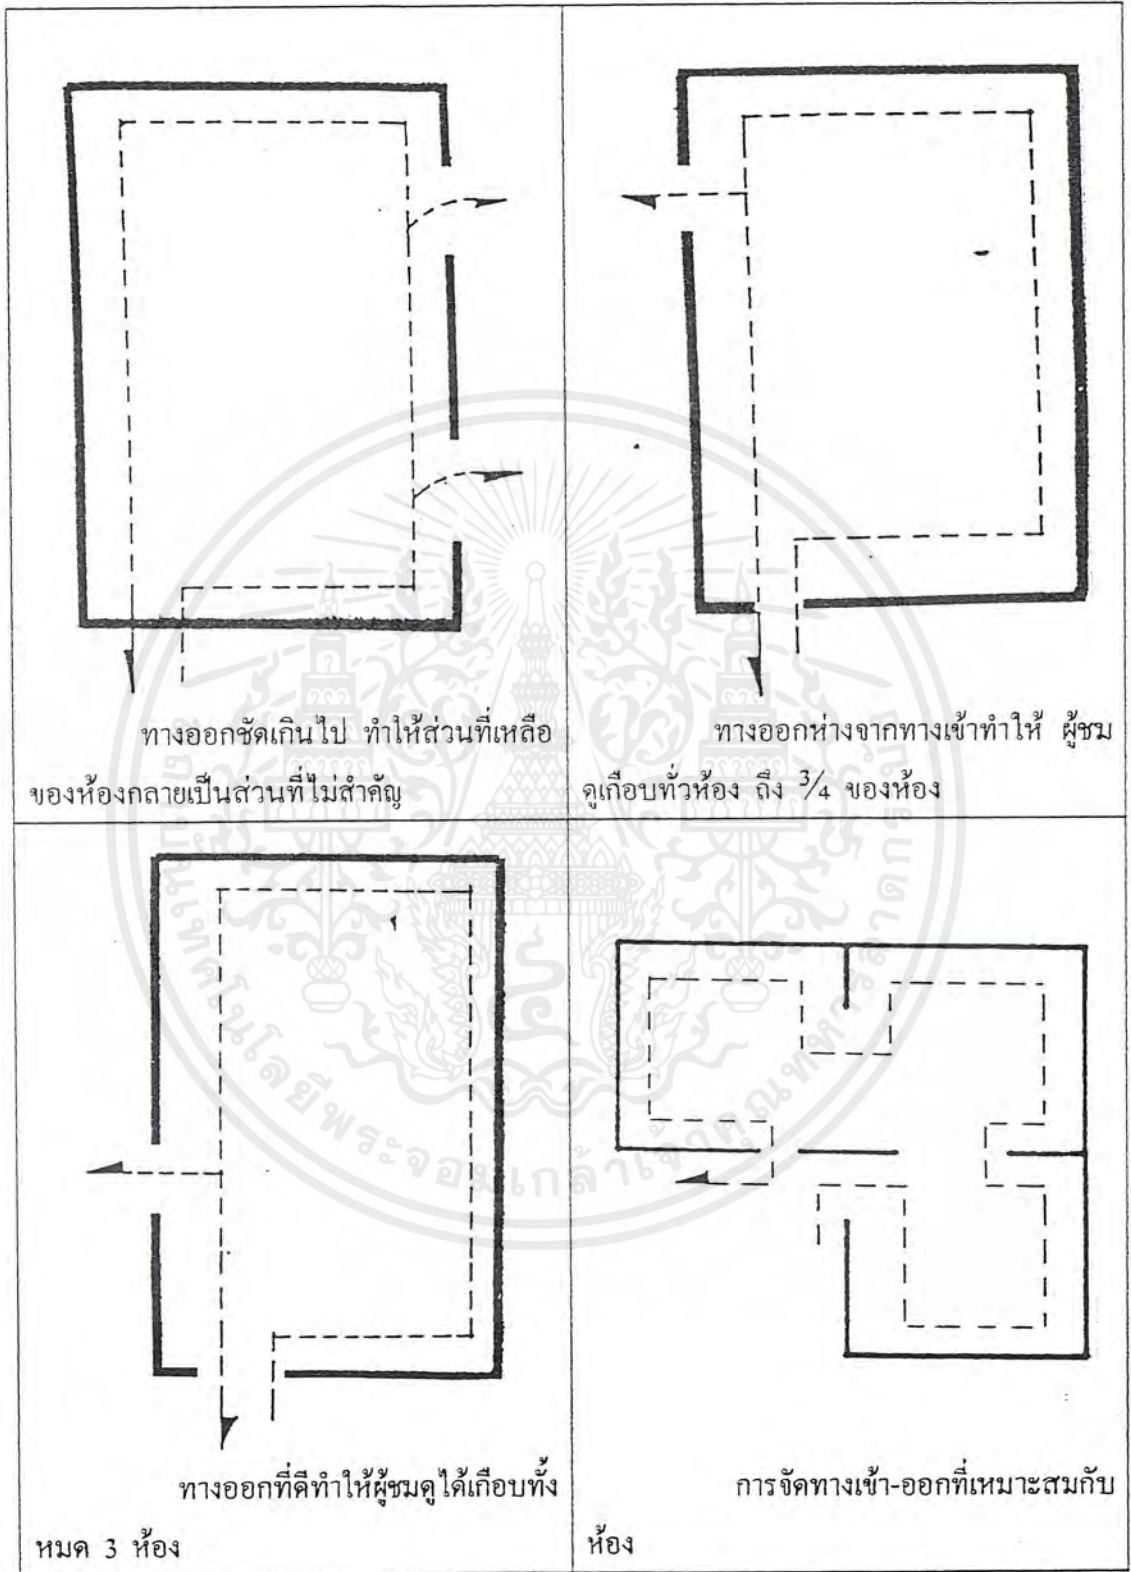 ทางออกชัดเกินไป ทำให้ส่วนที่เหลือ
ของห้องกลายเป็นส่วนที่ไม่สำคัญ
ทางออกห่างจากทางเข้าทำให้ ผู้ชม
ดูเกือบทั่วห้อง ถึง 3/4 ของห้อง
ทางออกที่ดีทำให้ผู้ชมดูได้เกือบทั้ง
หมด 3 ห้อง
การจัดทางเข้า-ออกที่เหมาะสมกับ
ห้อง